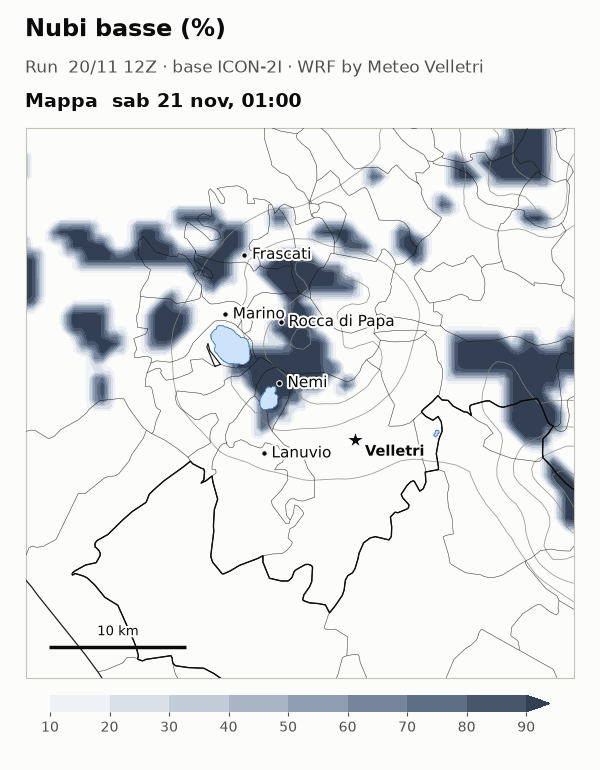 Nubi basse (%)
Run 20/11 12Z · base ICON-2I · WRF by Meteo Velletri
Mappa sab 21 nov, 01:00
Frascati
Marino
Rocca di Papa
Nemi
Velletri
Lanuvio
10 km
10 20 30 40 50 60 70 80 90